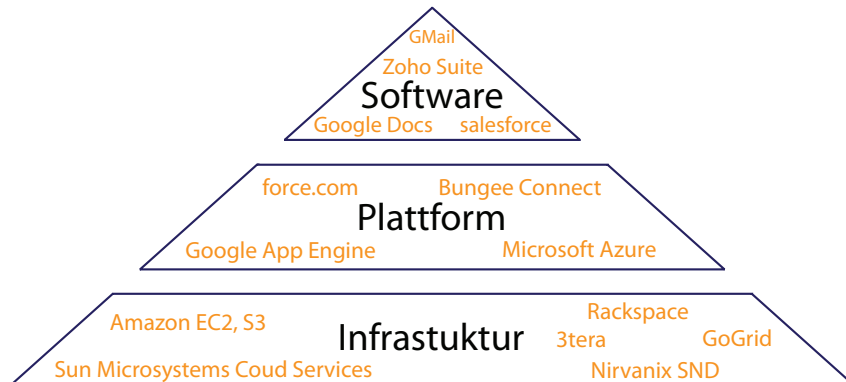 GMail
Zoho Suite
Software
Google Docs salesforce
force.com Bungee Connect
Plattform
Google App Engine Microsoft Azure
Rackspace
Amazon EC2, S3
Infrastuktur
3tera GoGrid
Sun Microsystems Coud Services Nirvanix SND